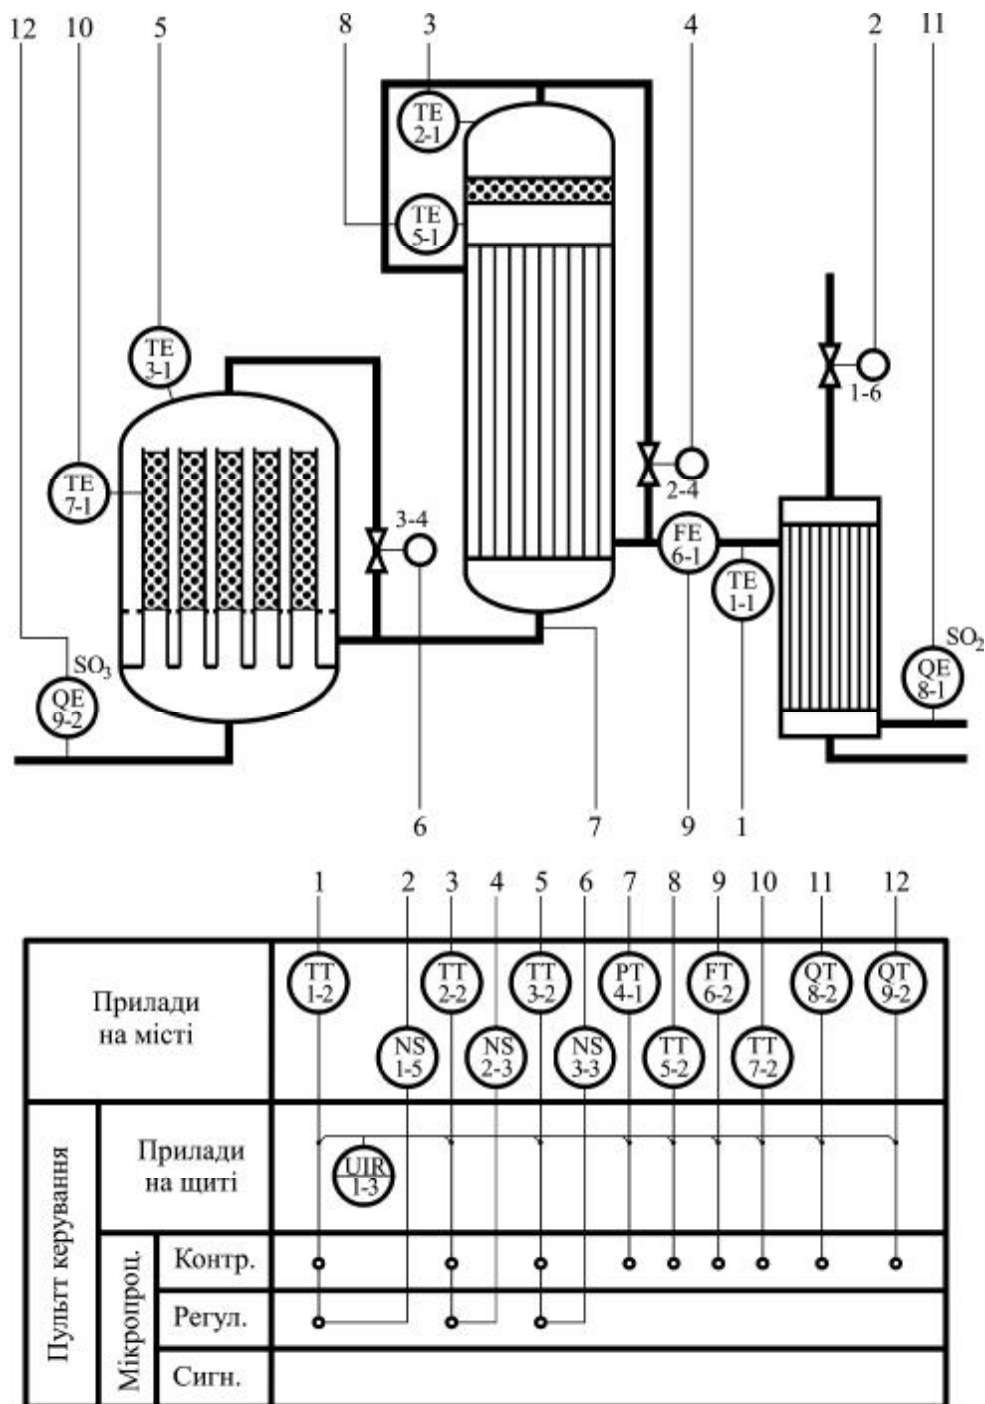 12 10 5 8 3 4 2 11
TE
2-1
TE
5-1
TE
3-1
1-6
TE
7-1
2-4
3-4
FE
6-1
TE
1-1
SO₃
SO₂
QE
9-2
QE
8-1
6 7 9 1
1 2 3 4 5 6 7 8 9 10 11 12
Прилади
на місті
TT
1-2
TT
2-2
TT
3-2
PT
4-1
FT
6-2
QT
8-2
QT
9-2
NS
1-5
NS
2-3
NS
3-3
TT
5-2
TT
7-2
Пультт керування
Прилади
на щиті
UIR
1-3
Мікропроц.
Контр.
Регул.
Сигн.